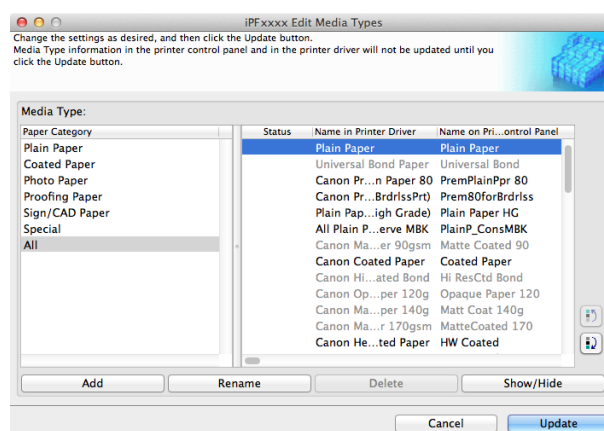 iPFxxxx Edit Media Types
Change the settings as desired, and then click the Update button.
Media Type information in the printer control panel and in the printer driver will not be updated until you
click the Update button.
Media Type:
Paper Category
Plain Paper
Coated Paper
Photo Paper
Proofing Paper
Sign/CAD Paper
Special
All
Status Name in Printer Driver Name on Pri...ontrol Panel
Plain Paper Plain Paper
Universal Bond Paper Universal Bond
Canon Pr...n Paper 80 PremPlainPpr 80
Canon Pr...BrdrlssPrt) Prem80forBrdrlss
Plain Pap...igh Grade) Plain Paper HG
All Plain P...erve MBK PlainP_ConsMBK
Canon Ma...er 90gsm Matte Coated 90
Canon Coated Paper Coated Paper
Canon Hi...ated Bond Hi ResCtd Bond
Canon Op...per 120g Opaque Paper 120
Canon Ma...per 140g Matt Coat 140g
Canon Ma...r 170gsm MatteCoated 170
Canon He...ted Paper HW Coated
Add Rename Delete Show/Hide
Cancel Update